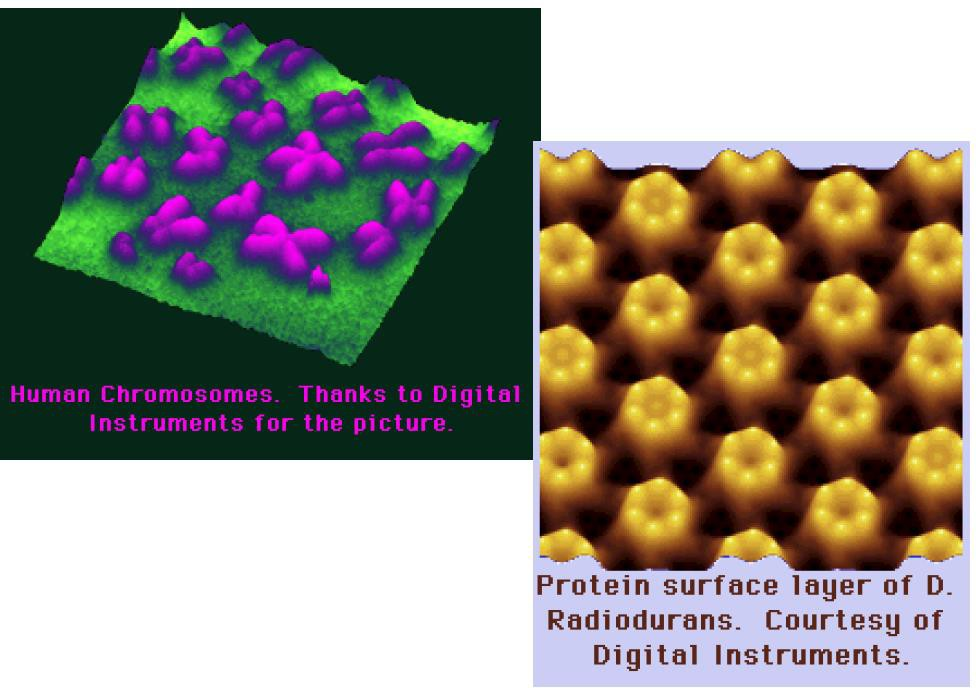 Human Chromosomes. Thanks to Digital
Instruments for the picture.
Protein surface layer of D.
Radiodurans. Courtesy of
Digital Instruments.